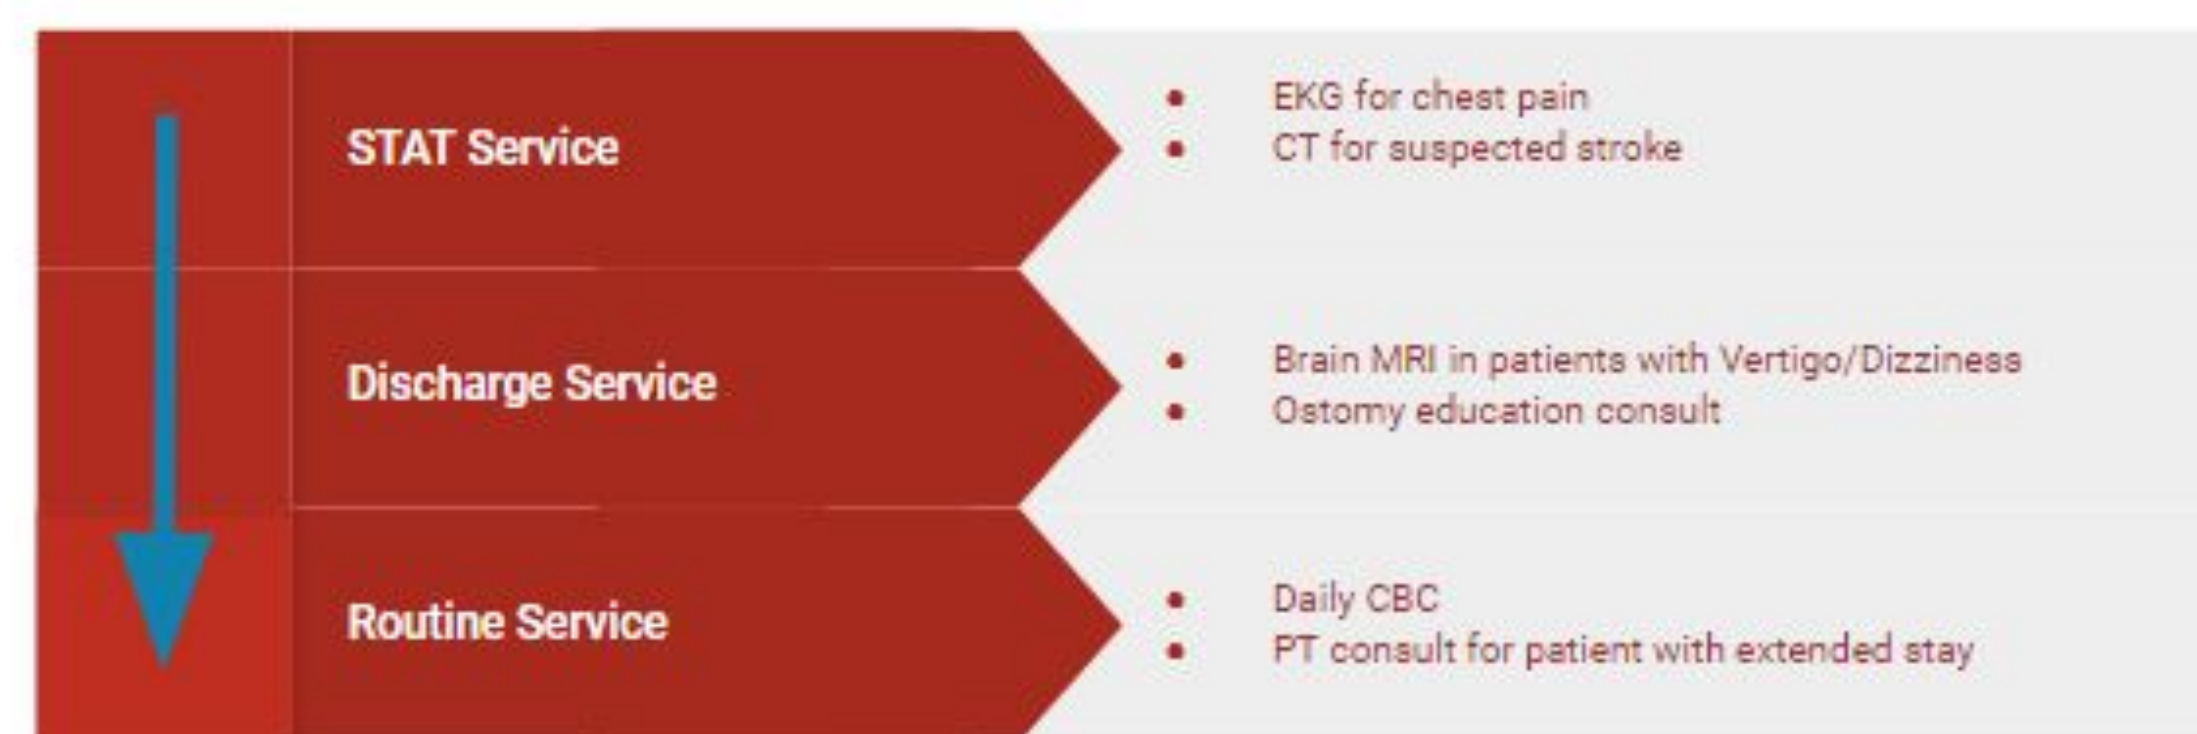 STAT Service
• EKG for chest pain
• CT for suspected stroke
Discharge Service
• Brain MRI in patients with Vertigo/Dizziness
• Ostomy education consult
Routine Service
• Daily CBC
• PT consult for patient with extended stay